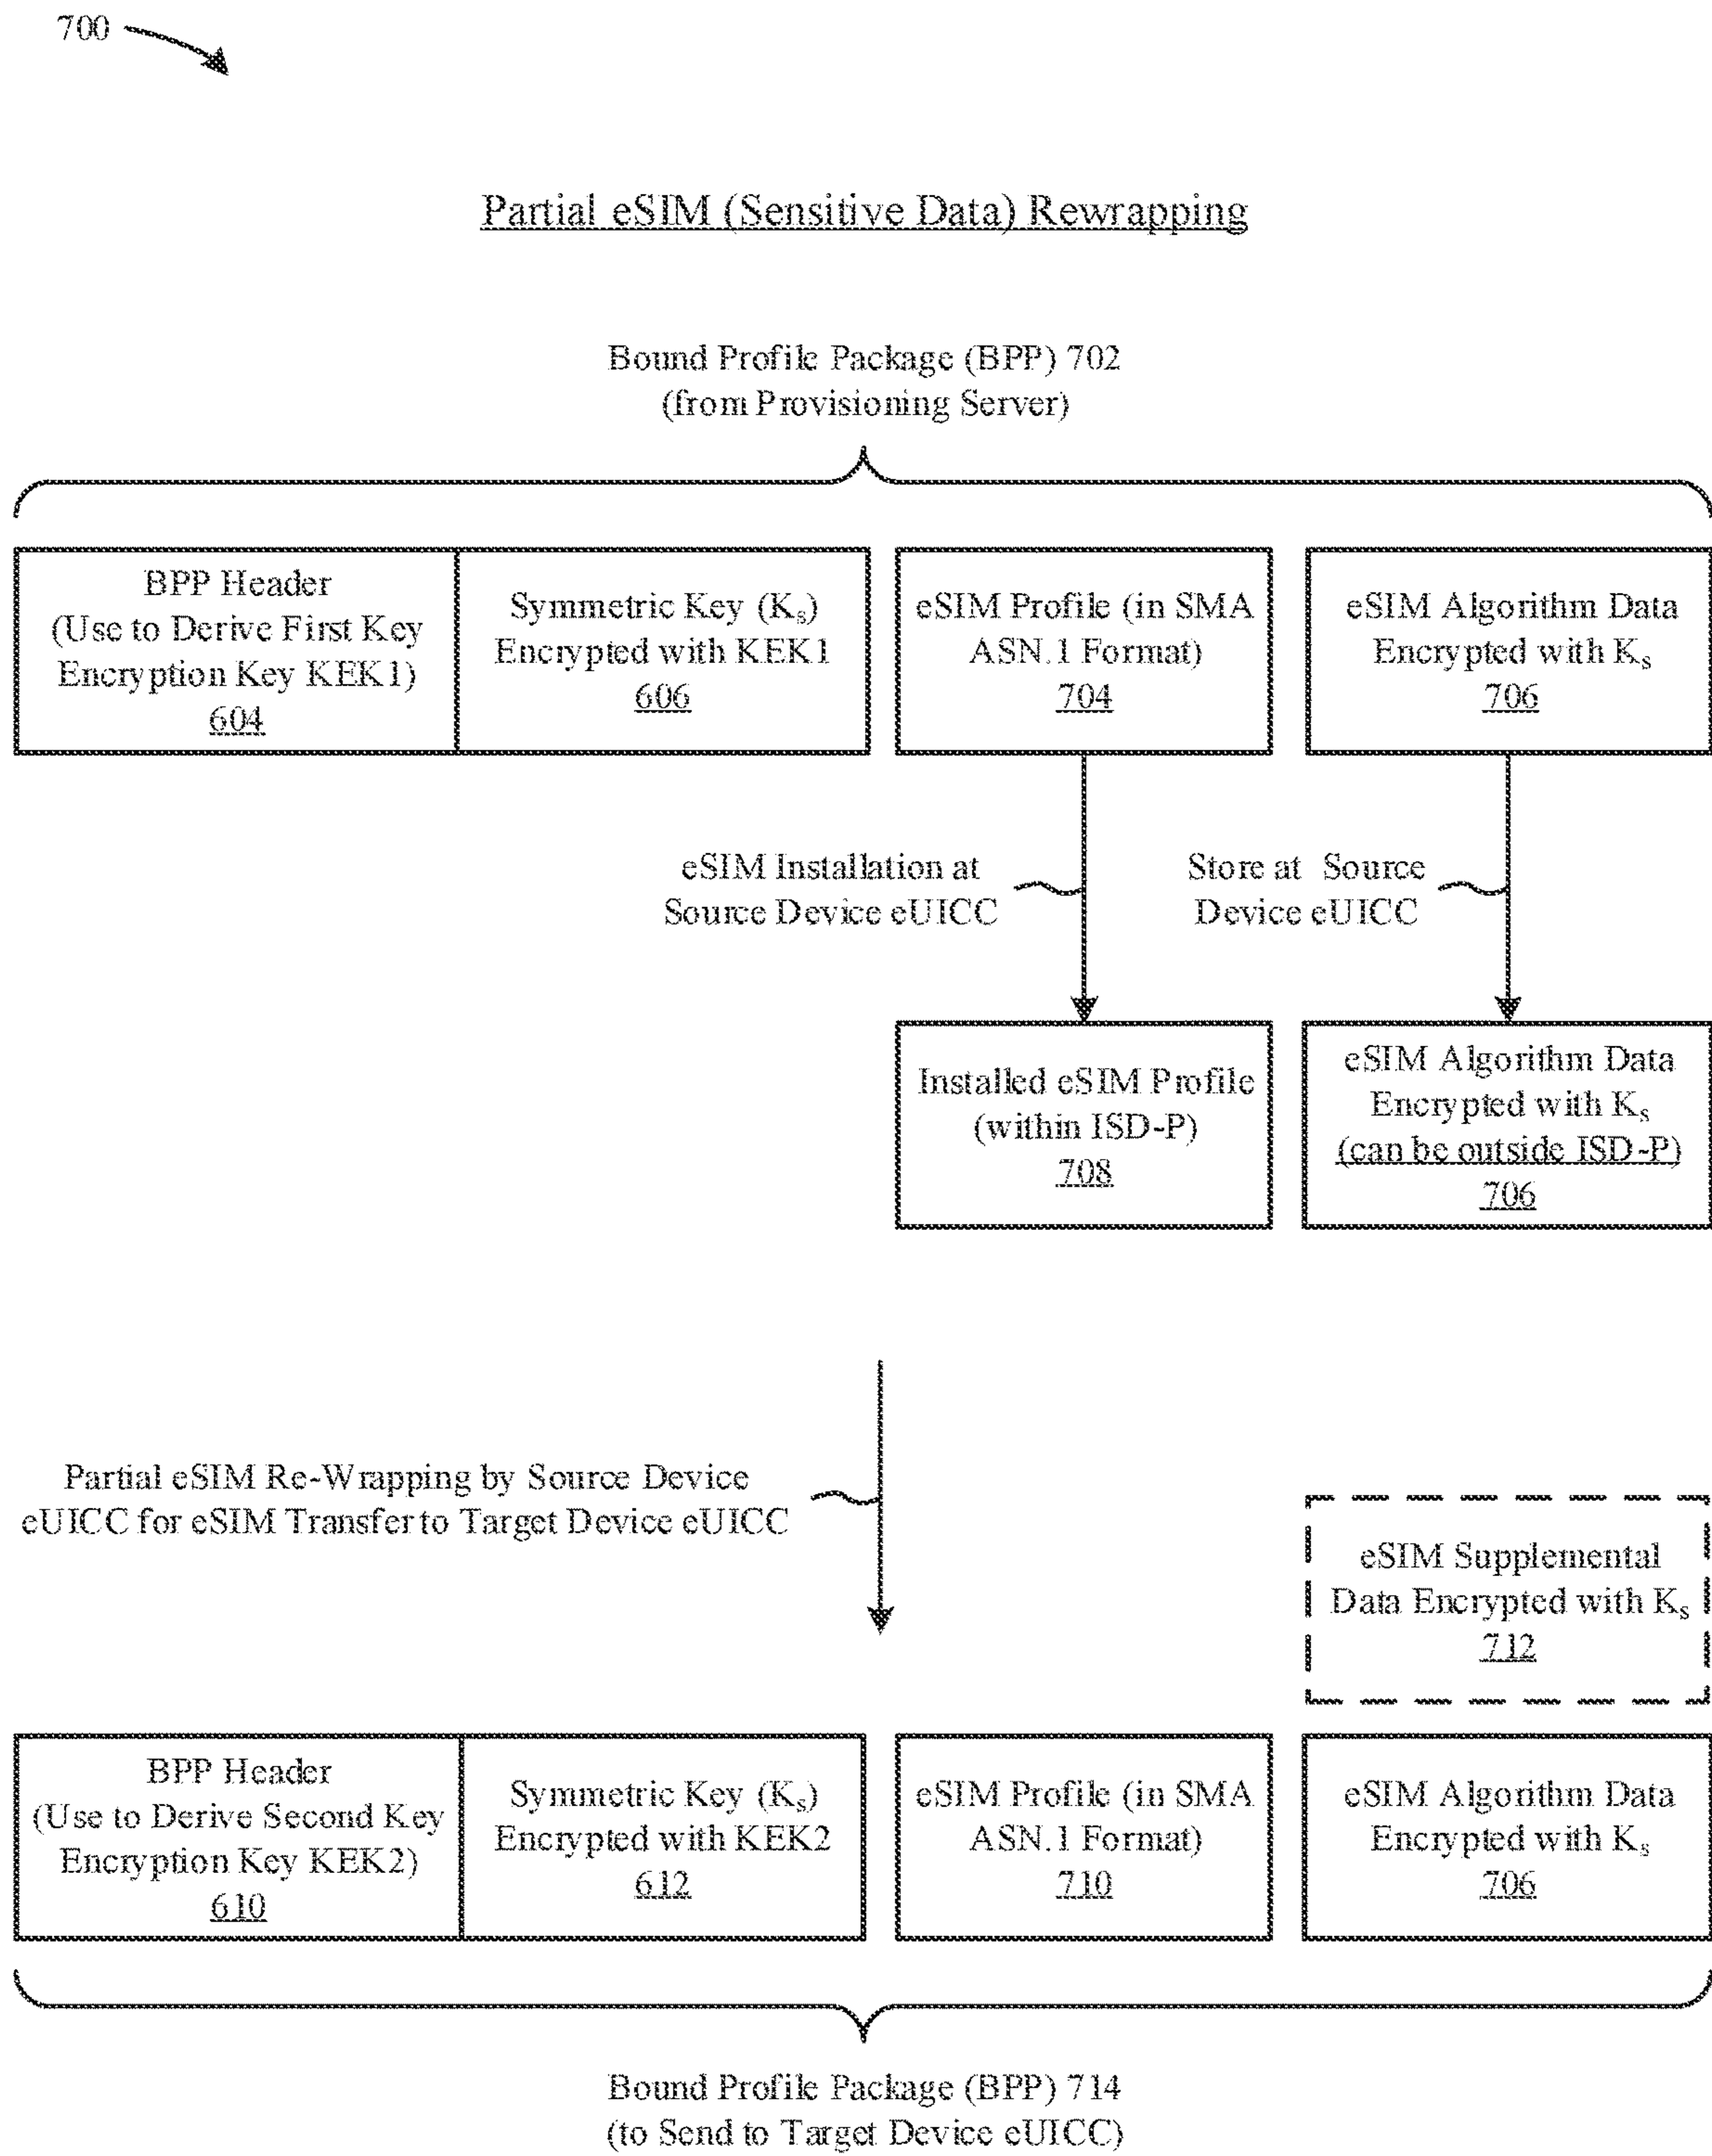 700
Partial eSIM (Sensitive Data) Rewrapping
Bound Profile Package (BPP) 702
(from Provisioning Server)
BPP Header
(Use to Derive First Key
Encryption Key KEK1)
604
Symmetric Key (Ks)
Encrypted with KEK1
606
eSIM Profile (in SMA
ASN.1 Format)
704
eSIM Algorithm Data
Encrypted with Ks
706
eSIM Installation at
Source Device eUICC
Store at Source
Device eUICC
Installed eSIM Profile
(within ISD-P)
708
eSIM Algorithm Data
Encrypted with Ks
(can be outside ISD-P)
706
Partial eSIM Re-Wrapping by Source Device
eUICC for eSIM Transfer to Target Device eUICC
eSIM Supplemental
Data Encrypted with Ks
712
BPP Header
(Use to Derive Second Key
Encryption Key KEK2)
610
Symmetric Key (Ks)
Encrypted with KEK2
612
eSIM Profile (in SMA
ASN.1 Format)
710
eSIM Algorithm Data
Encrypted with Ks
706
Bound Profile Package (BPP) 714
(to Send to Target Device eUICC)